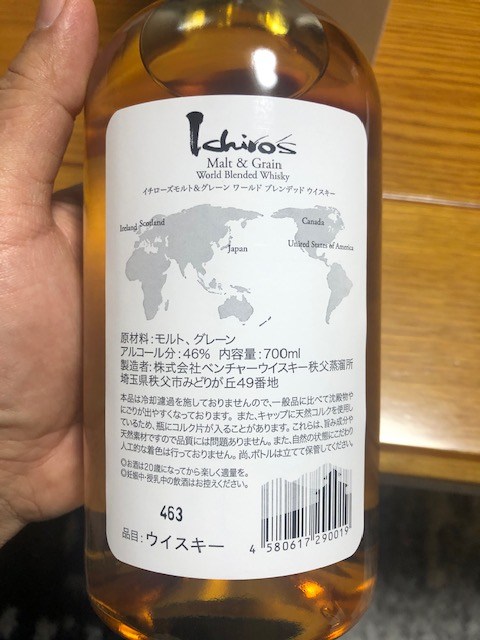 Ichiro's
Malt & Grain
World Blended Whisky
イチローズモルト&グレーン ワールド ブレンデッド ウイスキー
Ireland Scotland
Canada
Japan
United States of America
原材料:モルト、グレーン
アルコール分:46% 内容量:700ml
製造者:株式会社ベンチャーウイスキー秩父蒸溜所
埼玉県秩父市みどりが丘49番地
本品は冷却濾過を施しておりませんので、一般品に比べて沈殿物や
にごりが出やすくなっております。また、キャップに天然コルクを使用し
ているため、瓶にコルク片が入ることがあります。これらは、旨み成分や
天然素材ですので品質には問題ありません。また、自然の状態にこだわり
人工的な着色は行っておりません。尚、ボトルは立てて保管してください。
◎お酒は20歳になってから楽しく適量を。
◎妊娠中・授乳中の飲酒はお控えください。
463
品目:ウイスキー
4 580617 290019